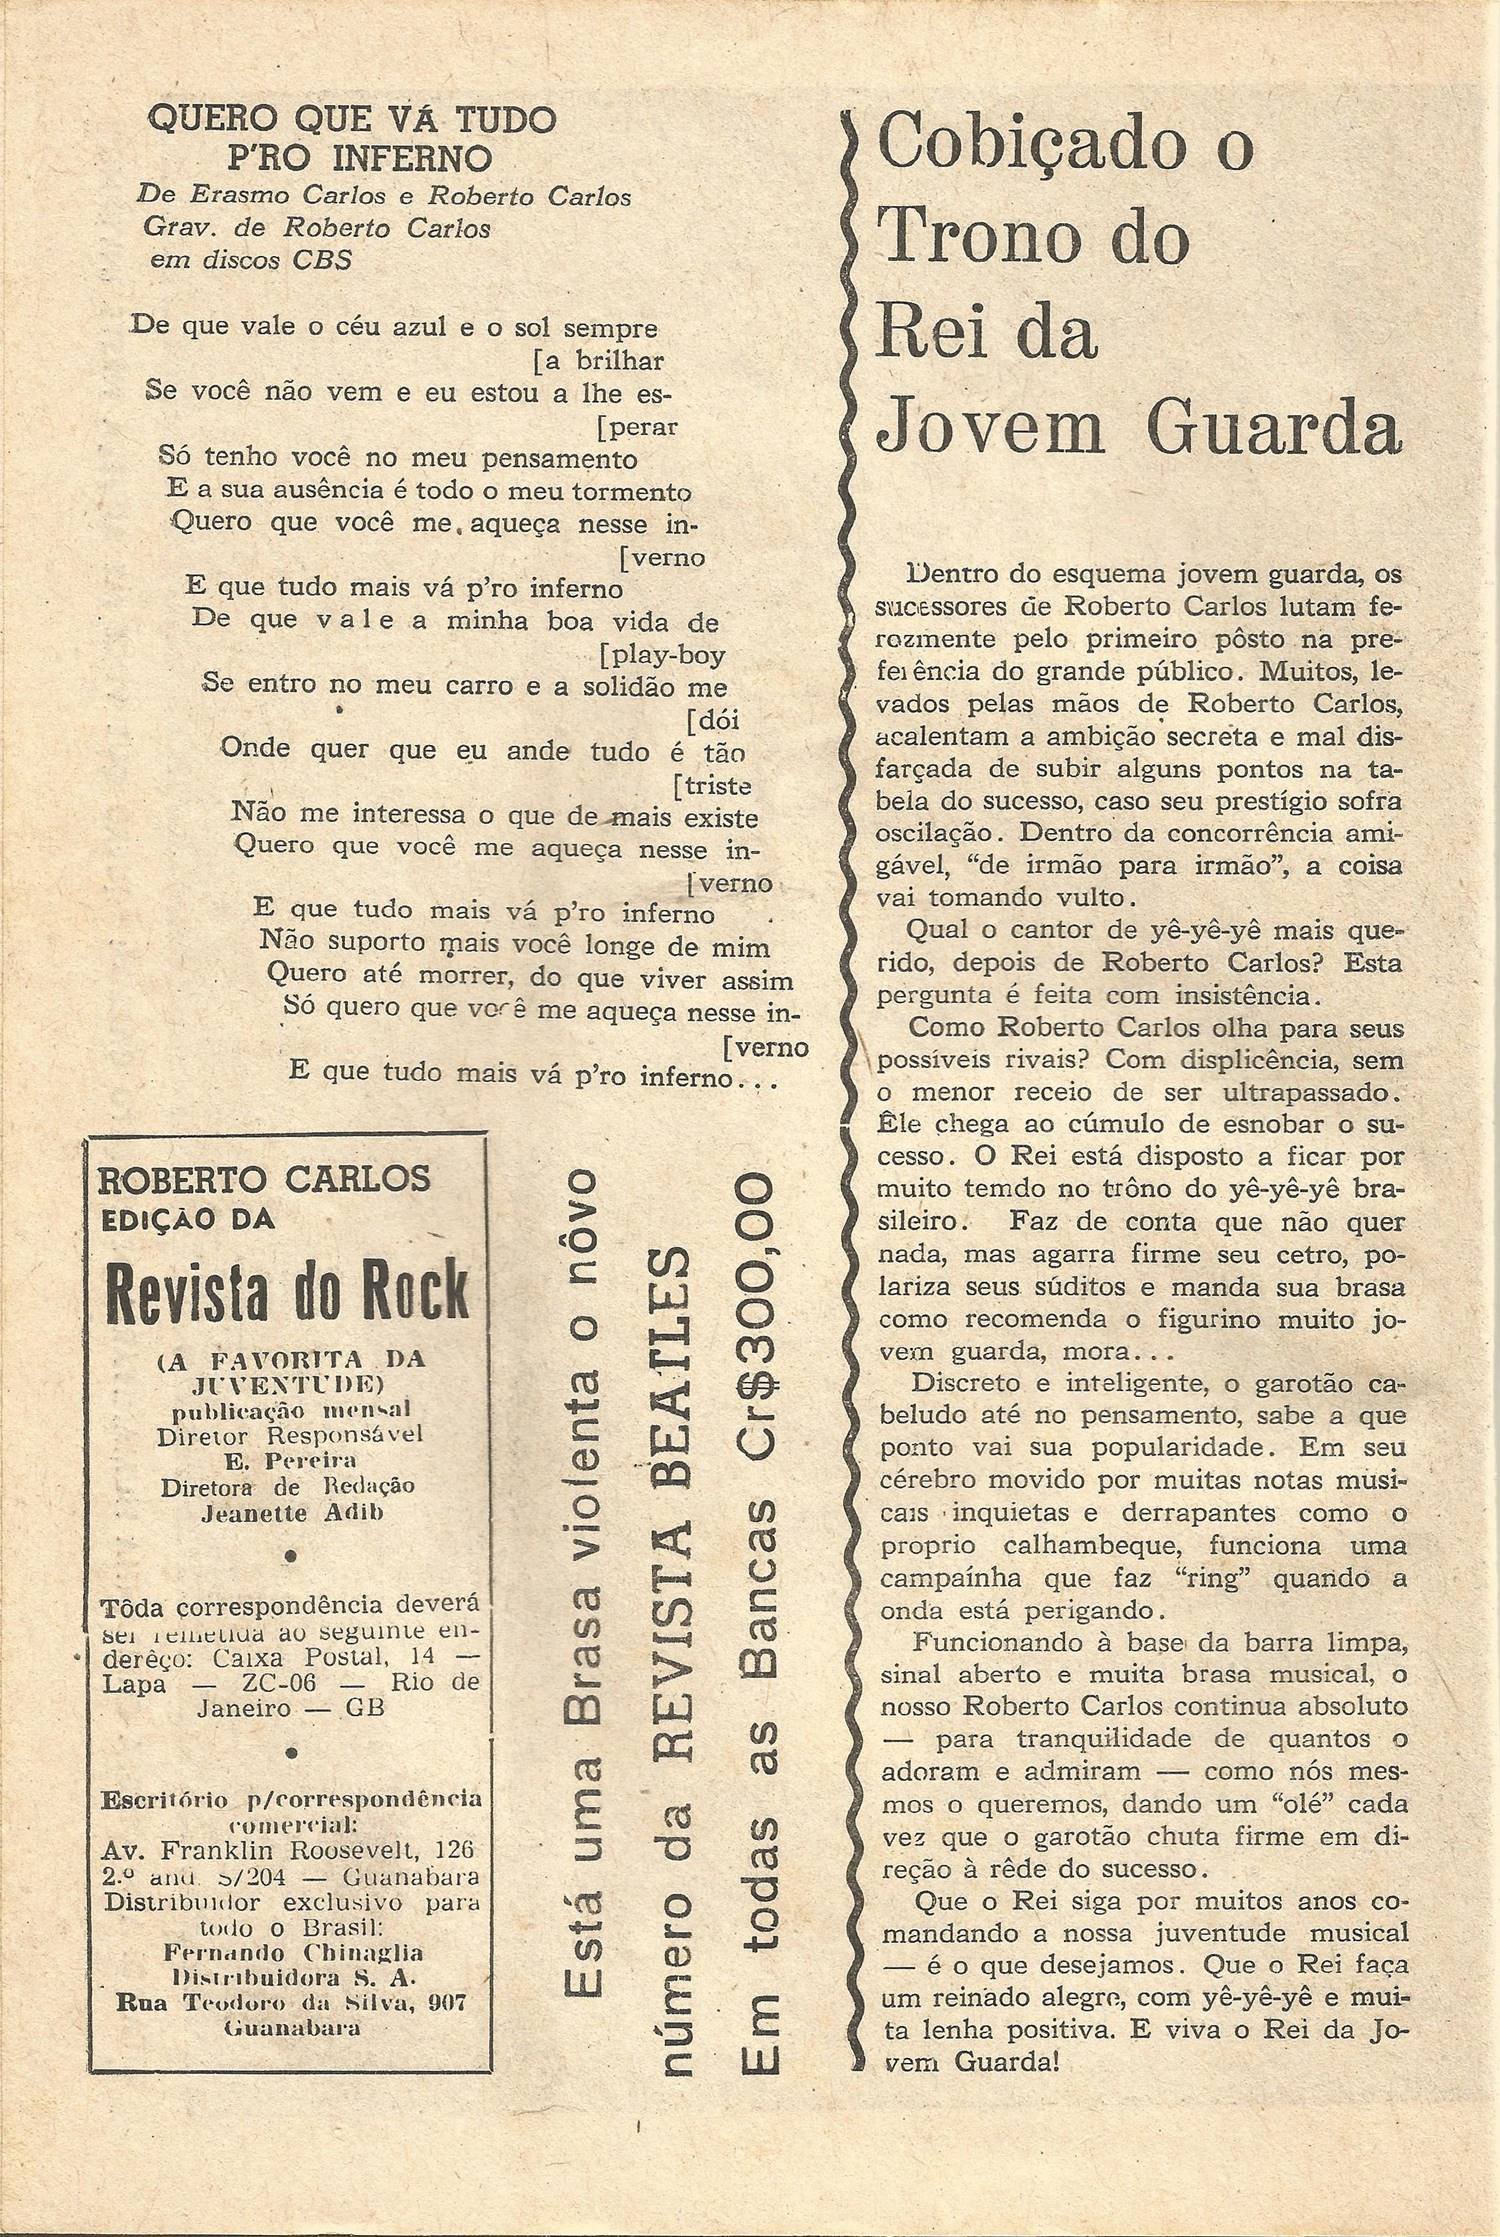 QUERO QUE VÁ TUDO
P'RO INFERNO
De Erasmo Carlos e Roberto Carlos
Grav. de Roberto Carlos
em discos CBS
De que vale o céu azul e o sol sempre
[a brilhar
Se você não vem e eu estou a lhe es-
[perar
Só tenho você no meu pensamento
E a sua ausência é todo o meu tormento
Quero que você me aqueça nesse in-
[verno
E que tudo mais vá p'ro inferno
De que vale a minha boa vida de
[play-boy
Se entro no meu carro e a solidão me
[dói
Onde quer que eu ande tudo é tão
[triste
Não me interessa o que de mais existe
Quero que você me aqueça nesse in-
[verno
E que tudo mais vá p'ro inferno
Não suporto mais você longe de mim
Quero até morrer, do que viver assim
Só quero que você me aqueça nesse in-
[verno
E que tudo mais vá p'ro inferno...
ROBERTO CARLOS
EDIÇÃO DA
Revista do Rock
(A FAVORITA DA
JUVENTUDE)
publicação mensal
Diretor Responsável
E. Pereira
Diretora de Redação
Jeanette Adib
Tôda correspondência deverá
ser remetida ao seguinte en-
derêço: Caixa Postal, 14 —
Lapa — ZC-06 — Rio de
Janeiro — GB
Escritório p/correspondência
comercial:
Av. Franklin Roosevelt, 126
2.º and. S/204 — Guanabara
Distribuidor exclusivo para
todo o Brasil:
Fernando Chinaglia
Distribuidora S. A.
Rua Teodoro da Silva, 907
Guanabara
Está uma Brasa violenta o nôvo
número da REVISTA BEATLES
Em todas as Bancas Cr$300,00
Cobiçado o
Trono do
Rei da
Jovem Guarda
Dentro do esquema jovem guarda, os
sucessores de Roberto Carlos lutam fe-
rozmente pelo primeiro pôsto na pre-
ferência do grande público. Muitos, le-
vados pelas mãos de Roberto Carlos,
acalentam a ambição secreta e mal dis-
farçada de subir alguns pontos na ta-
bela do sucesso, caso seu prestígio sofra
oscilação. Dentro da concorrência ami-
gável, "de irmão para irmão", a coisa
vai tomando vulto.
Qual o cantor de yê-yê-yê mais que-
rido, depois de Roberto Carlos? Esta
pergunta é feita com insistência.
Como Roberto Carlos olha para seus
possíveis rivais? Com displicência, sem
o menor receio de ser ultrapassado.
Êle chega ao cúmulo de esnobar o su-
cesso. O Rei está disposto a ficar por
muito temdo no trôno do yê-yê-yê bra-
sileiro. Faz de conta que não quer
nada, mas agarra firme seu cetro, po-
lariza seus súditos e manda sua brasa
como recomenda o figurino muito jo-
vem guarda, mora...
Discreto e inteligente, o garotão ca-
beludo até no pensamento, sabe a que
ponto vai sua popularidade. Em seu
cérebro movido por muitas notas musi-
cais inquietas e derrapantes como o
proprio calhambeque, funciona uma
campaínha que faz "ring" quando a
onda está perigando.
Funcionando à base da barra limpa,
sinal aberto e muita brasa musical, o
nosso Roberto Carlos continua absoluto
— para tranquilidade de quantos o
adoram e admiram — como nós mes-
mos o queremos, dando um "olé" cada
vez que o garotão chuta firme em di-
reção à rêde do sucesso.
Que o Rei siga por muitos anos co-
mandando a nossa juventude musical
— é o que desejamos. Que o Rei faça
um reinado alegre, com yê-yê-yê e mui-
ta lenha positiva. E viva o Rei da Jo-
vem Guarda!